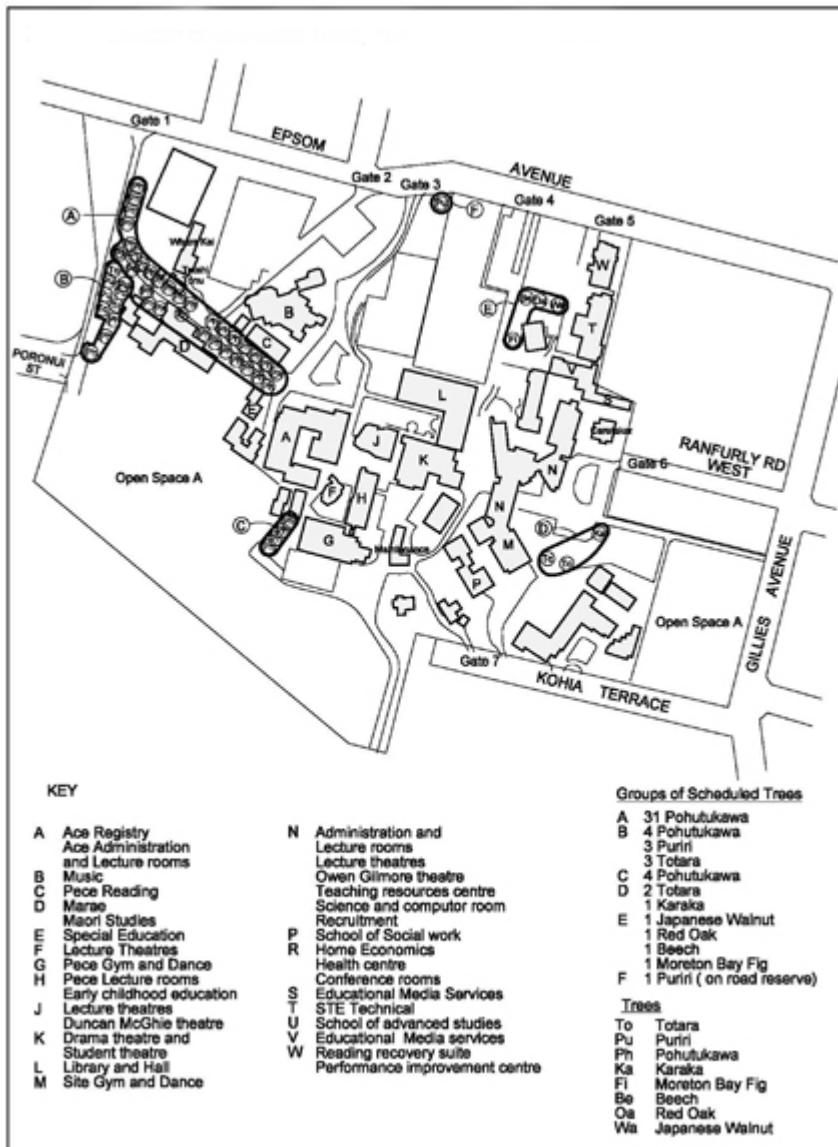 Gate 1
EPSOM
AVENUE
Gate 2
Gate 3
Gate 4
Gate 5
A
F
W
B
E
T
B
C
V
PORONUI
ST
D
L
A
J
K
N
RANFURLY RD
WEST
Gate 6
Open Space A
F
H
N
C
G
Maintenance
D
M
To
To
P
Open Space A
GILLIES AVENUE
Gate 7
KOHIA TERRACE
KEY
A Ace Registry
Ace Administration
and Lecture rooms
B Music
C Pece Reading
D Marae
Maori Studies
E Special Education
F Lecture Theatres
G Pece Gym and Dance
H Pece Lecture rooms
Early childhood education
J Lecture theatres
Duncan McGhie theatre
K Drama theatre and
Student theatre
L Library and Hall
M Site Gym and Dance
N Administration and
Lecture rooms
Lecture theatres
Owen Gilmore theatre
Teaching resources centre
Science and computor room
Recruitment
P School of Social work
R Home Economics
Health centre
Conference rooms
S Educational Media Services
T STE Technical
U School of advanced studies
V Educational Media services
W Reading recovery suite
Performance improvement centre
Groups of Scheduled Trees
A 31 Pohutukawa
B 4 Pohutukawa
3 Puriri
3 Totara
C 4 Pohutukawa
D 2 Totara
1 Karaka
E 1 Japanese Walnut
1 Red Oak
1 Beech
1 Moreton Bay Fig
F 1 Puriri ( on road reserve)
Trees
To Totara
Pu Puriri
Ph Pohutukawa
Ka Karaka
Fi Moreton Bay Fig
Be Beech
Oa Red Oak
Wa Japanese Walnut